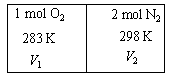 1 mol O₂ 2 mol N₂
283 K 298 K
V₁ V₂